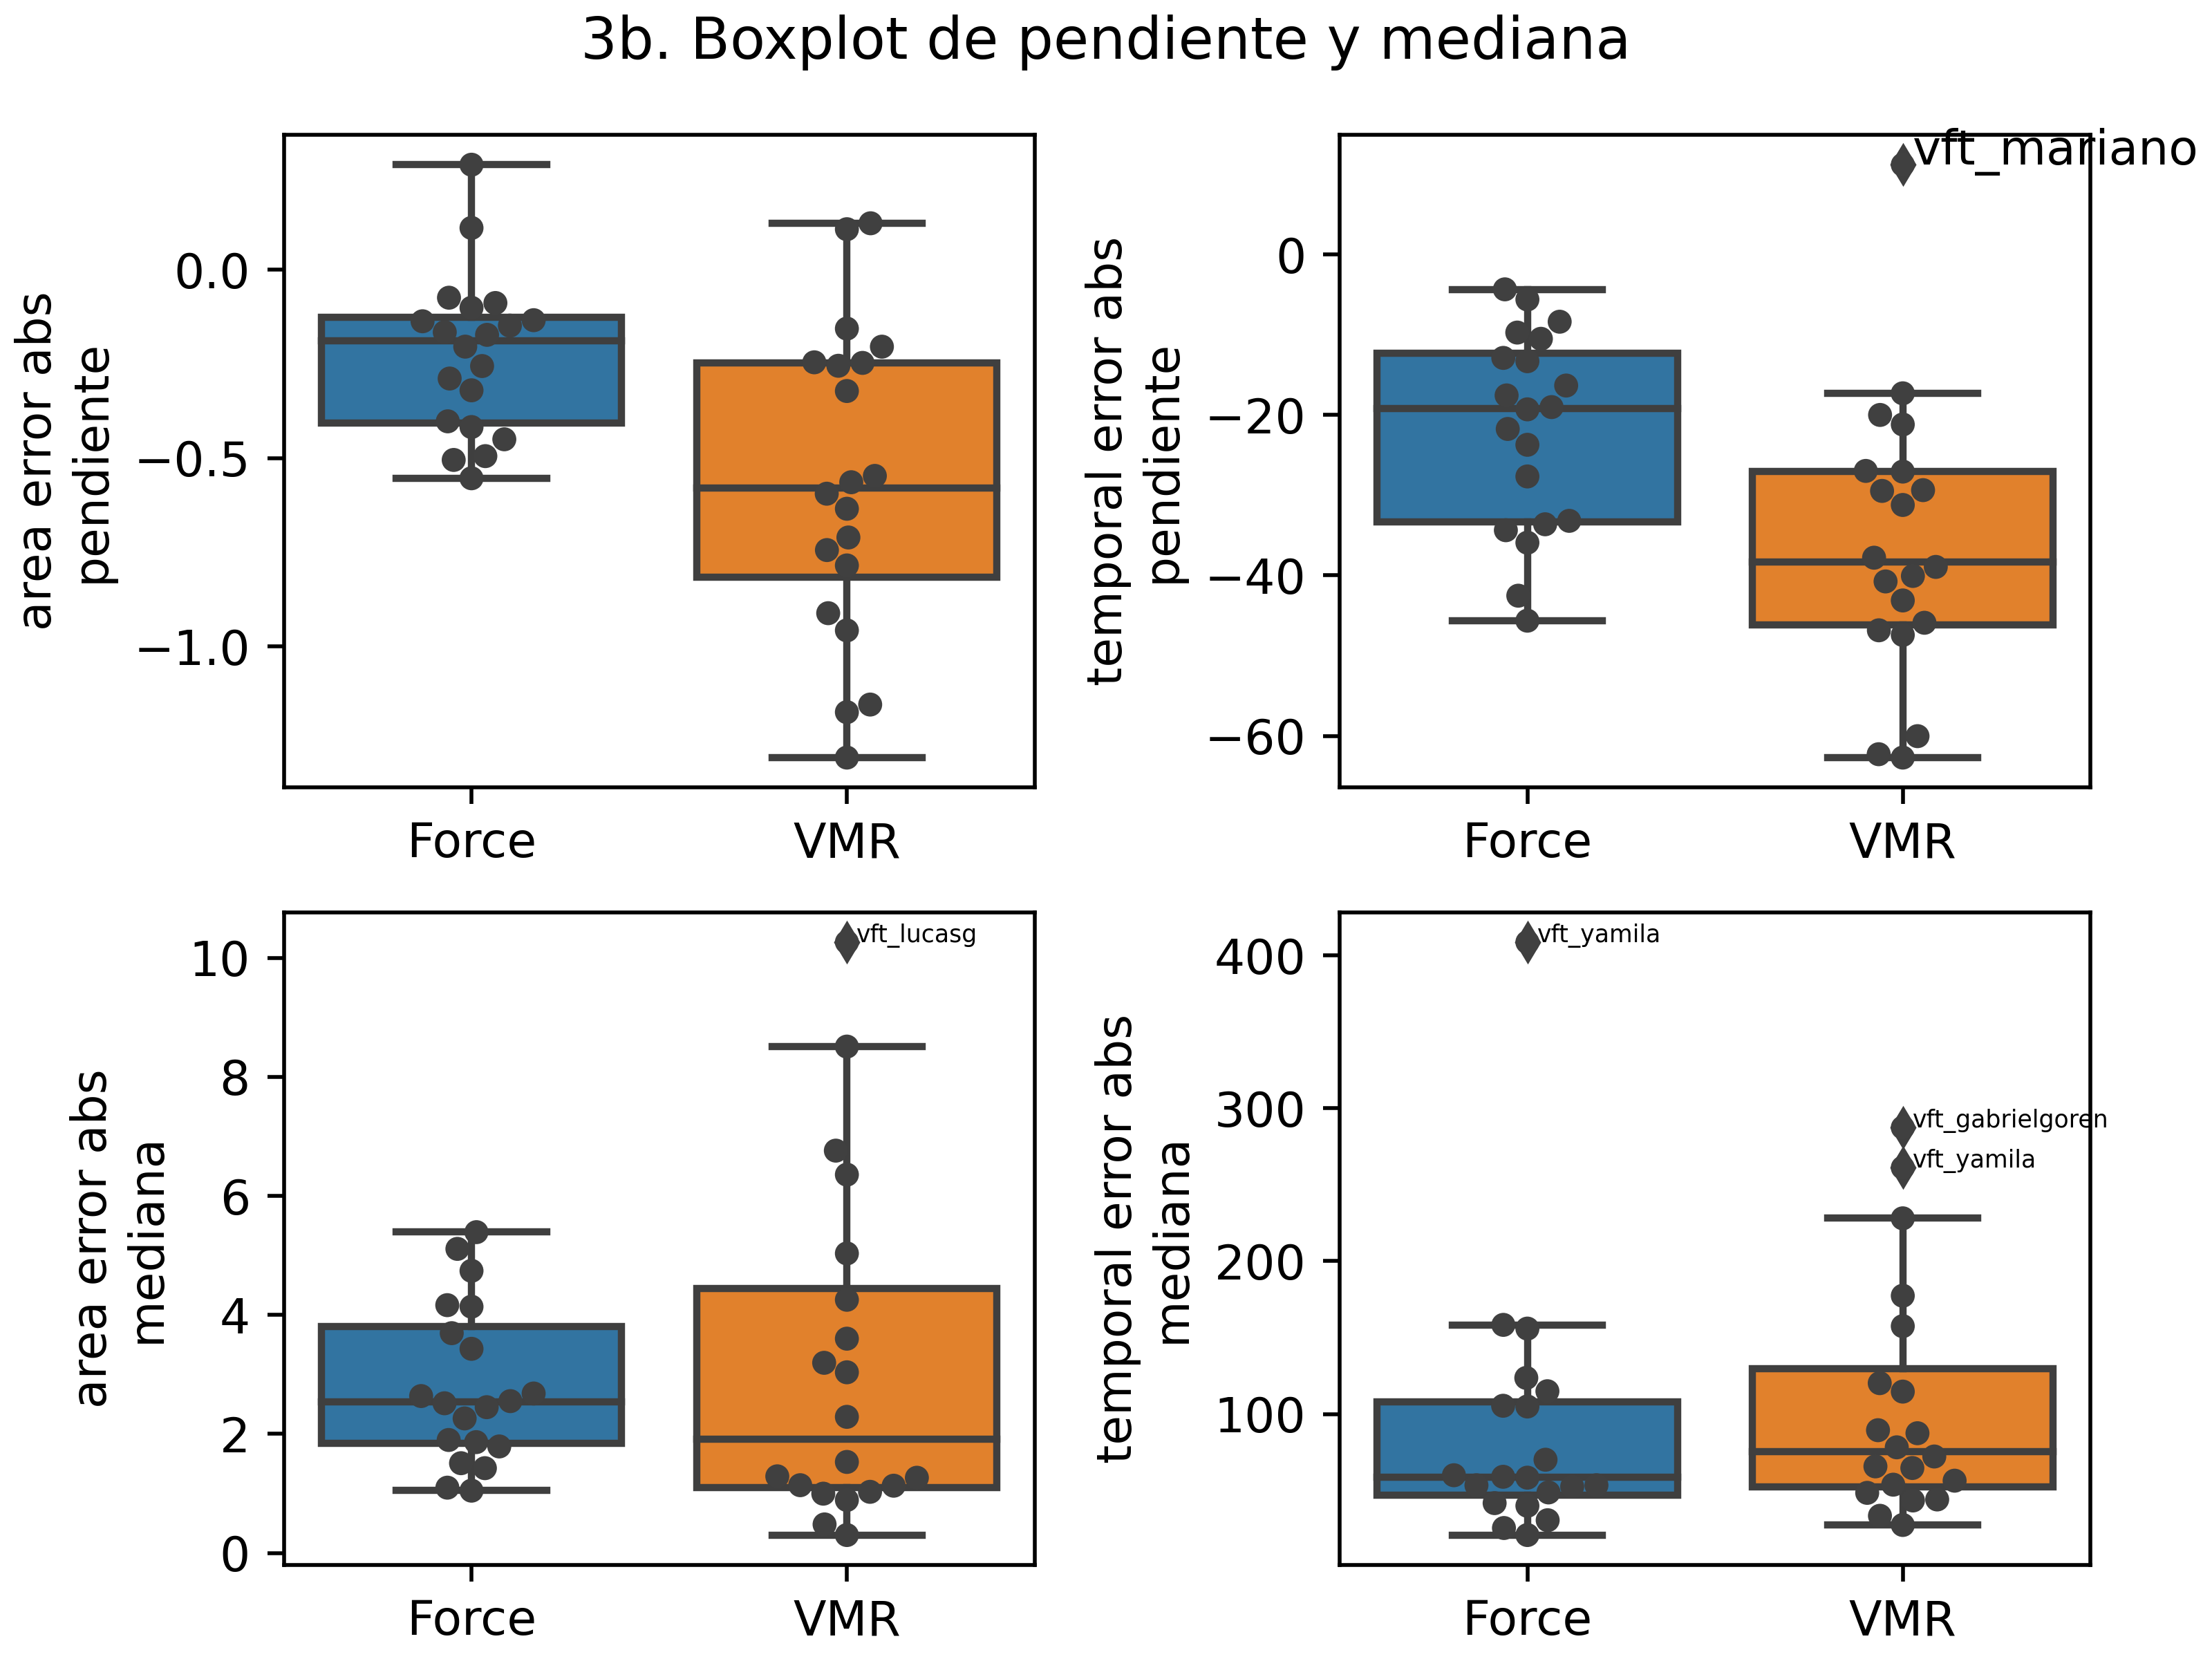 3b. Boxplot de pendiente y mediana
area error abs
pendiente
0.0
−0.5
−1.0
Force
VMR
temporal error abs
pendiente
0
−20
−40
−60
vft_mariano
Force
VMR
area error abs
mediana
10
8
6
4
2
0
vft_lucasg
Force
VMR
temporal error abs
mediana
400
300
200
100
vft_yamila
vft_gabrielgoren
vft_yamila
Force
VMR